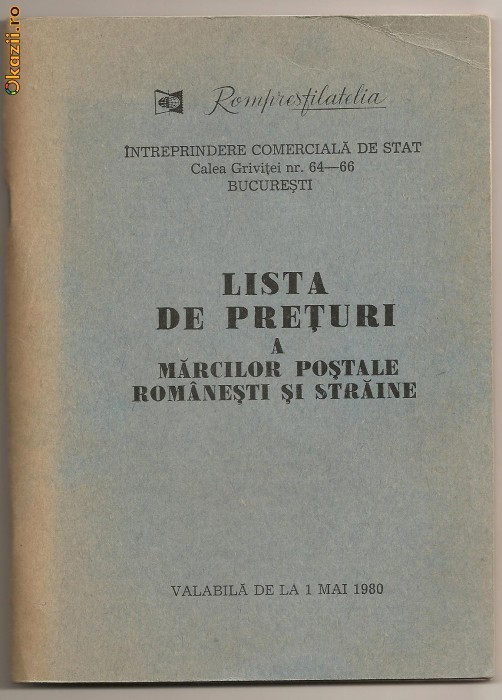 Okazii.ro
Rompresfilatelia
ÎNTREPRINDERE COMERCIALĂ DE STAT
Calea Griviței nr. 64—66
BUCUREȘTI
LISTA
DE PREȚURI
A
MĂRCILOR POȘTALE
ROMÂNEȘTI ȘI STRĂINE
VALABILĂ DE LA 1 MAI 1980